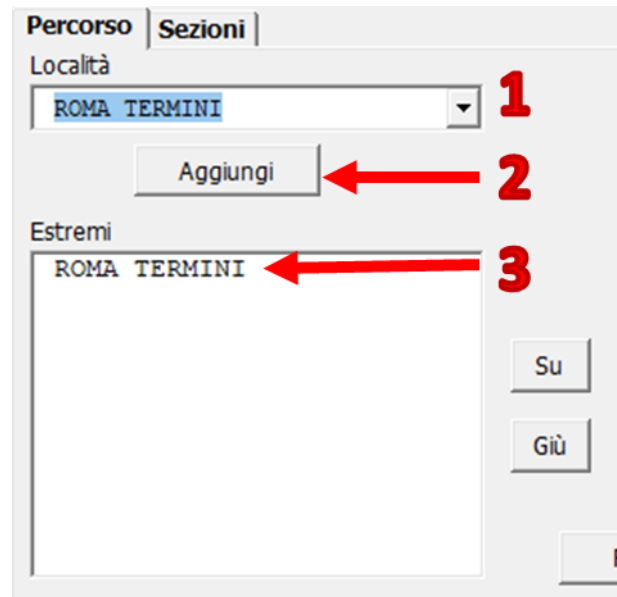 Percorso Sezioni
Località
ROMA TERMINI 1
Aggiungi 2
Estremi
ROMA TERMINI 3
Su
Giù